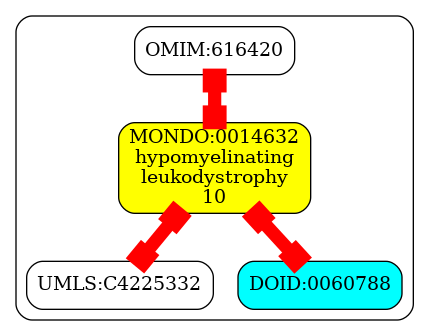 OMIM:616420
MONDO:0014632
hypomyelinating
leukodystrophy
10
UMLS:C4225332
DOID:0060788